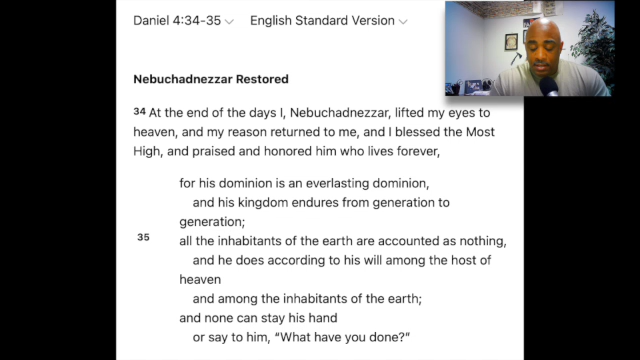 Daniel 4:34-35 English Standard Version
Nebuchadnezzar Restored
34 At the end of the days I, Nebuchadnezzar, lifted my eyes to
heaven, and my reason returned to me, and I blessed the Most
High, and praised and honored him who lives forever,
for his dominion is an everlasting dominion,
and his kingdom endures from generation to
generation;
35 all the inhabitants of the earth are accounted as nothing,
and he does according to his will among the host of
heaven
and among the inhabitants of the earth;
and none can stay his hand
or say to him, “What have you done?”